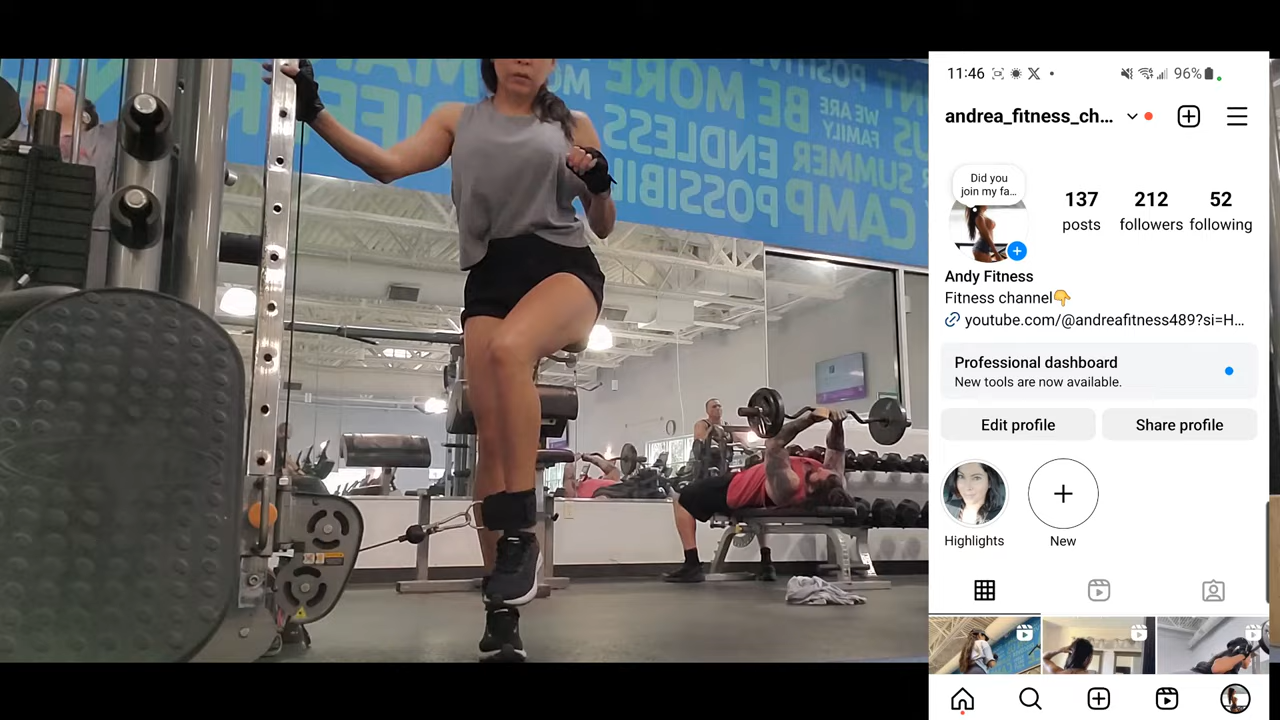 MORE
BE MORE
ENDLESS
POSITIVE
WE ARE
FAMILY
SUMMER
CAMP
11:46
96%
andrea_fitness_ch...
Did you
join my fa...
137
212
52
posts
followers
following
Andy Fitness
Fitness channel👇
youtube.com/@andreafitness489?si=H...
Professional dashboard
New tools are now available.
Edit profile
Share profile
Highlights
New